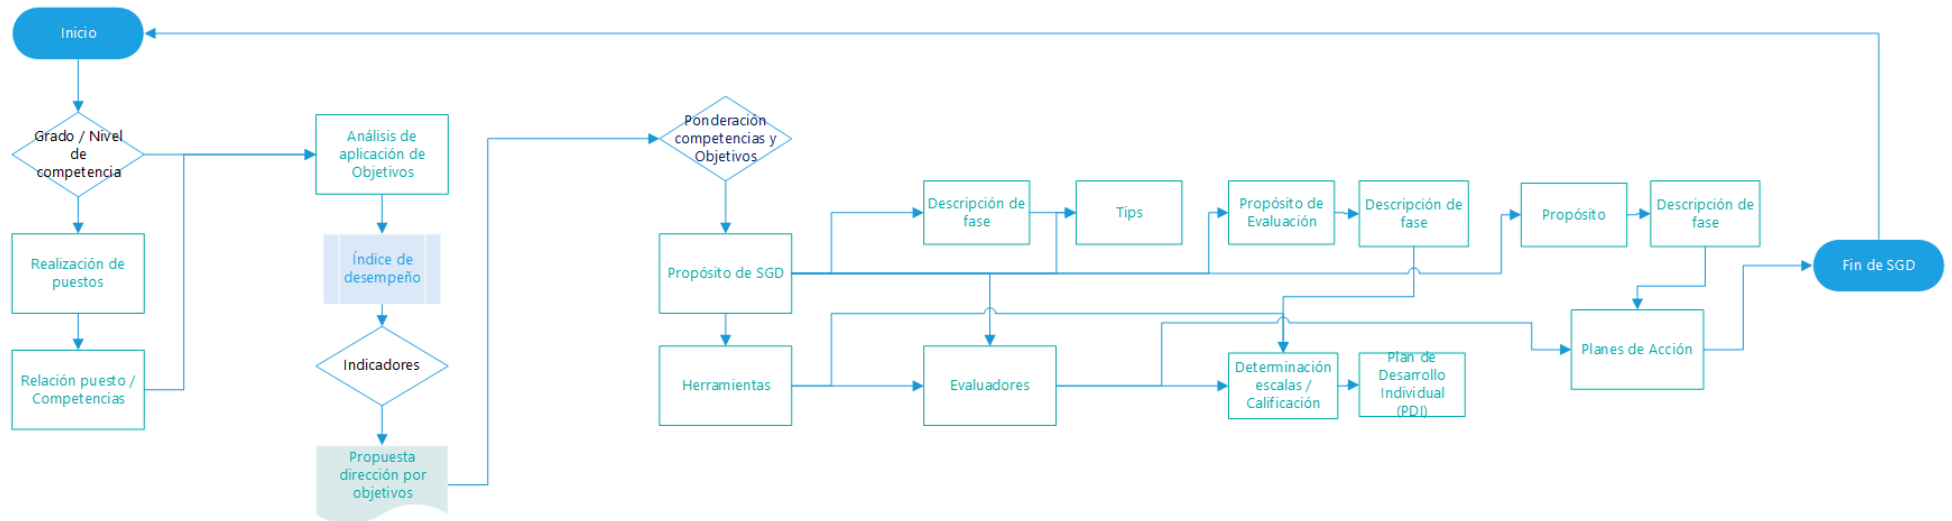 Inicio
Grado / Nivel
de
competencia
Realización de
puestos
Relación puesto /
Competencias
Análisis de
aplicación de
Objetivos
Índice de
desempeño
Indicadores
Propuesta
dirección por
objetivos
Ponderación
competencias y
Objetivos
Propósito de SGD
Herramientas
Descripción de
fase
Tips
Evaluadores
Propósito de
Evaluación
Descripción de
fase
Determinación
escalas /
Calificación
Plan de
Desarrollo
Individual
(PDI)
Propósito
Descripción de
fase
Planes de Acción
Fin de SGD